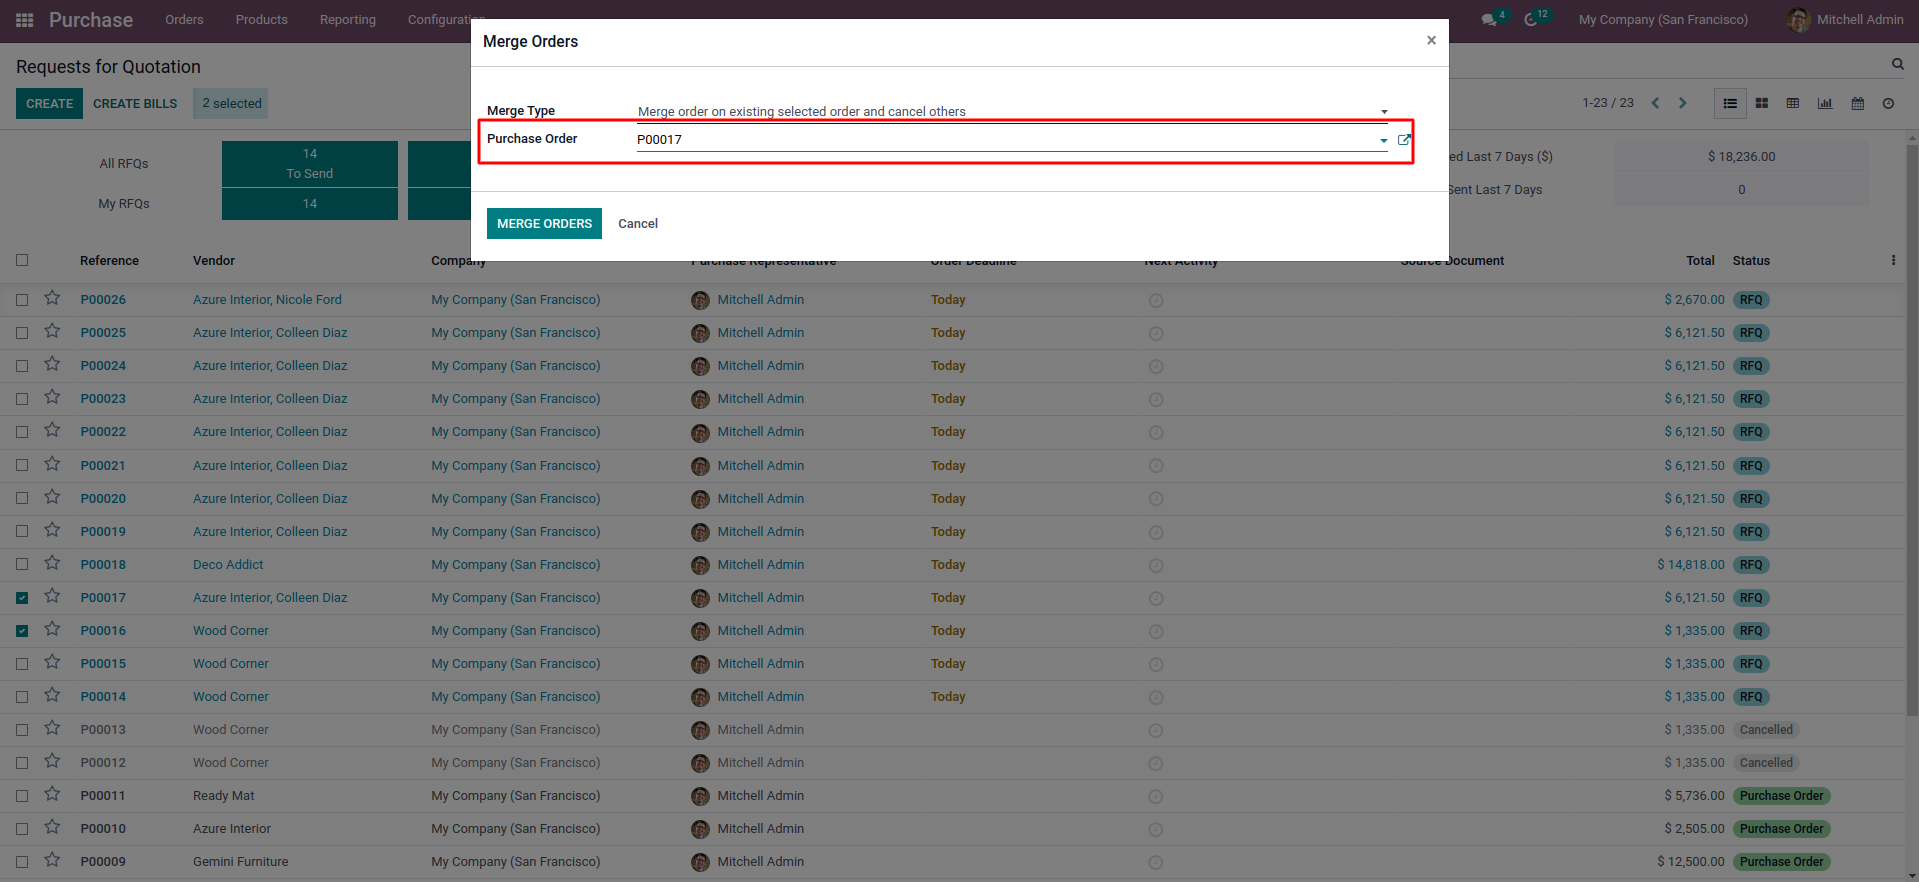 Purchase Orders Products Reporting Configuration 4 12 My Company (San Francisco) Mitchell Admin
Merge Orders ×
Requests for Quotation
CREATE CREATE BILLS 2 selected 1-23 / 23
Merge Type Merge order on existing selected order and cancel others
Purchase Order P00017
All RFQs 14 To Send ed Last 7 Days ($) $ 18,236.00
My RFQs 14 Sent Last 7 Days 0
MERGE ORDERS Cancel
Reference Vendor Company Purchase Representative Order Deadline Next Activity Source Document Total Status
P00026 Azure Interior, Nicole Ford My Company (San Francisco) Mitchell Admin Today $ 2,670.00 RFQ
P00025 Azure Interior, Colleen Diaz My Company (San Francisco) Mitchell Admin Today $ 6,121.50 RFQ
P00024 Azure Interior, Colleen Diaz My Company (San Francisco) Mitchell Admin Today $ 6,121.50 RFQ
P00023 Azure Interior, Colleen Diaz My Company (San Francisco) Mitchell Admin Today $ 6,121.50 RFQ
P00022 Azure Interior, Colleen Diaz My Company (San Francisco) Mitchell Admin Today $ 6,121.50 RFQ
P00021 Azure Interior, Colleen Diaz My Company (San Francisco) Mitchell Admin Today $ 6,121.50 RFQ
P00020 Azure Interior, Colleen Diaz My Company (San Francisco) Mitchell Admin Today $ 6,121.50 RFQ
P00019 Azure Interior, Colleen Diaz My Company (San Francisco) Mitchell Admin Today $ 6,121.50 RFQ
P00018 Deco Addict My Company (San Francisco) Mitchell Admin Today $ 14,818.00 RFQ
P00017 Azure Interior, Colleen Diaz My Company (San Francisco) Mitchell Admin Today $ 6,121.50 RFQ
P00016 Wood Corner My Company (San Francisco) Mitchell Admin Today $ 1,335.00 RFQ
P00015 Wood Corner My Company (San Francisco) Mitchell Admin Today $ 1,335.00 RFQ
P00014 Wood Corner My Company (San Francisco) Mitchell Admin Today $ 1,335.00 RFQ
P00013 Wood Corner My Company (San Francisco) Mitchell Admin $ 1,335.00 Cancelled
P00012 Wood Corner My Company (San Francisco) Mitchell Admin $ 1,335.00 Cancelled
P00011 Ready Mat My Company (San Francisco) Mitchell Admin $ 5,736.00 Purchase Order
P00010 Azure Interior My Company (San Francisco) Mitchell Admin $ 2,505.00 Purchase Order
P00009 Gemini Furniture My Company (San Francisco) Mitchell Admin $ 12,500.00 Purchase Order